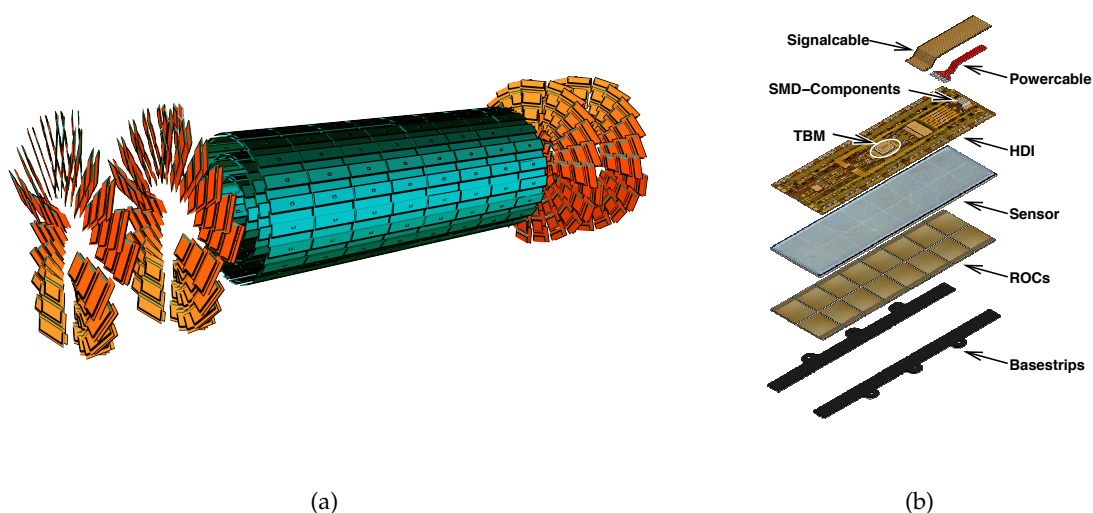 Signalcable
Powercable
SMD–Components
TBM
HDI
Sensor
ROCs
Basestrips
(a)
(b)